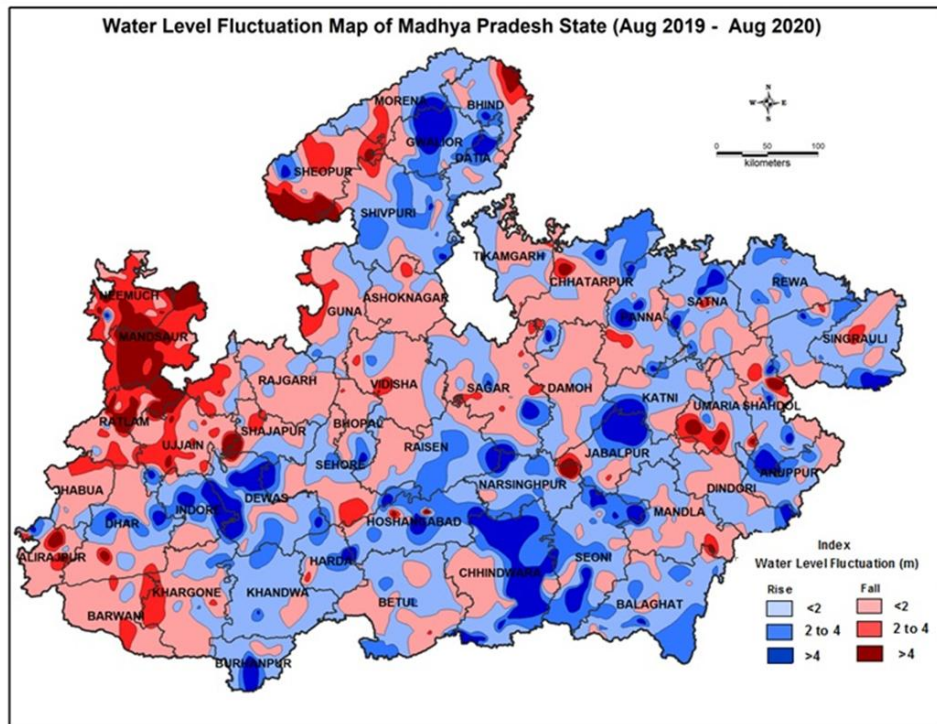 Water Level Fluctuation Map of Madhya Pradesh State (Aug 2019 - Aug 2020)
N
W E
S
0 50 100
kilometers
MORENA
BHIND
GWALIOR
DATIA
SHEOPUR
SHIVPURI
TIKAMGARH
CHHATARPUR
REWA
NEEMUCH
ASHOKNAGAR
GUNA
SATNA
PANNA
MANDSAUR
SINGRAULI
RAJGARH
VIDISHA
SAGAR
DAMOH
KATNI
UMARIA
SHAHDOL
RATLAM
UJJAIN
SHAJAPUR
BHOPAL
RAISEN
JABALPUR
SEHORE
ANUPPUR
JHABUA
DEWAS
NARSINGHPUR
DINDORI
INDORE
DHAR
HOSHANGABAD
MANDLA
ALIRAJPUR
HARDA
SEONI
CHHINDWARA
KHARGONE
KHANDWA
BETUL
BALAGHAT
BARWANI
BURHANPUR
Index
Water Level Fluctuation (m)
Rise Fall
<2 <2
2 to 4 2 to 4
>4 >4